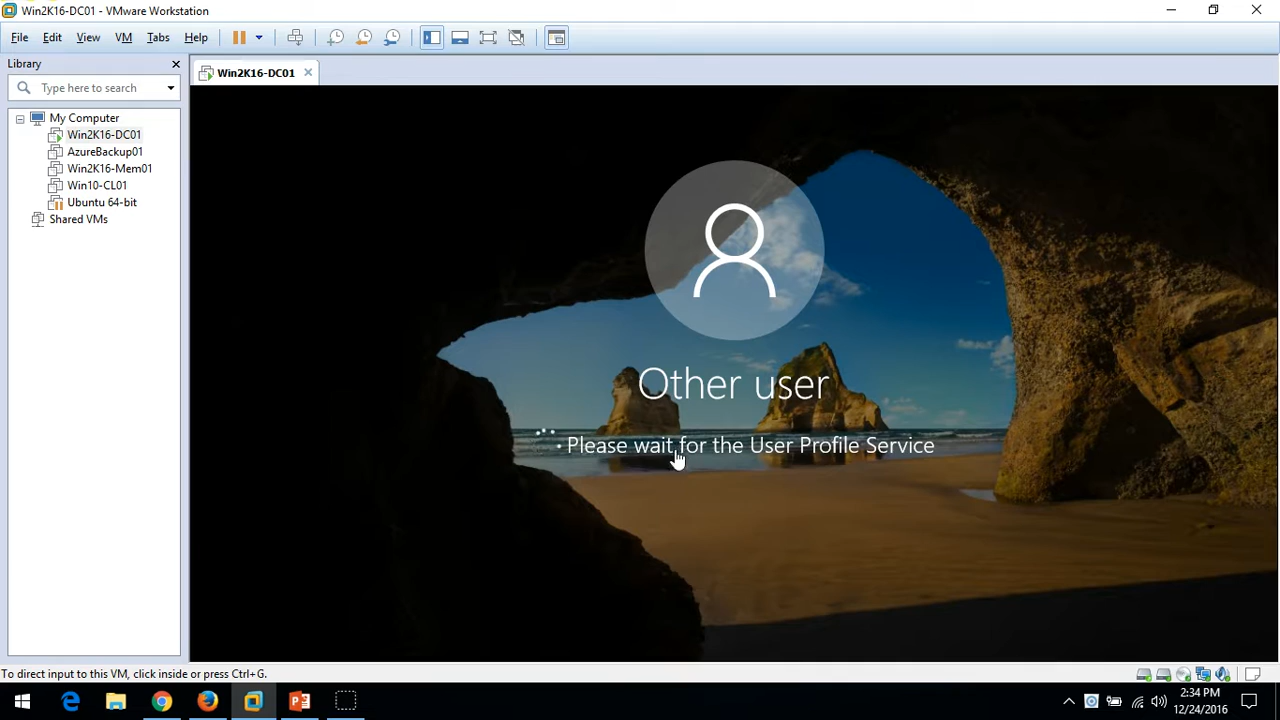 Win2K16-DC01 - VMware Workstation
File Edit View VM Tabs Help
Library
Win2K16-DC01
Type here to search
My Computer
Win2K16-DC01
AzureBackup01
Win2K16-Mem01
Win10-CL01
Ubuntu 64-bit
Shared VMs
Other user
Please wait for the User Profile Service
To direct input to this VM, click inside or press Ctrl+G.
2:34 PM
12/24/2016